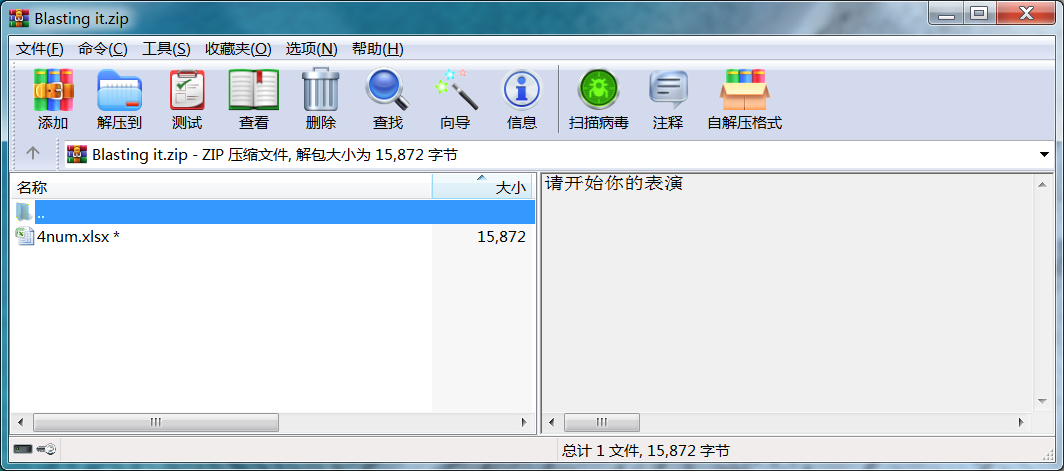 Blasting it.zip
文件(F) 命令(C) 工具(S) 收藏夹(O) 选项(N) 帮助(H)
添加 解压到 测试 查看 删除 查找 向导 信息 扫描病毒 注释 自解压格式
Blasting it.zip - ZIP 压缩文件, 解包大小为 15,872 字节
名称 大小
..
4num.xlsx * 15,872
请开始你的表演
总计 1 文件, 15,872 字节